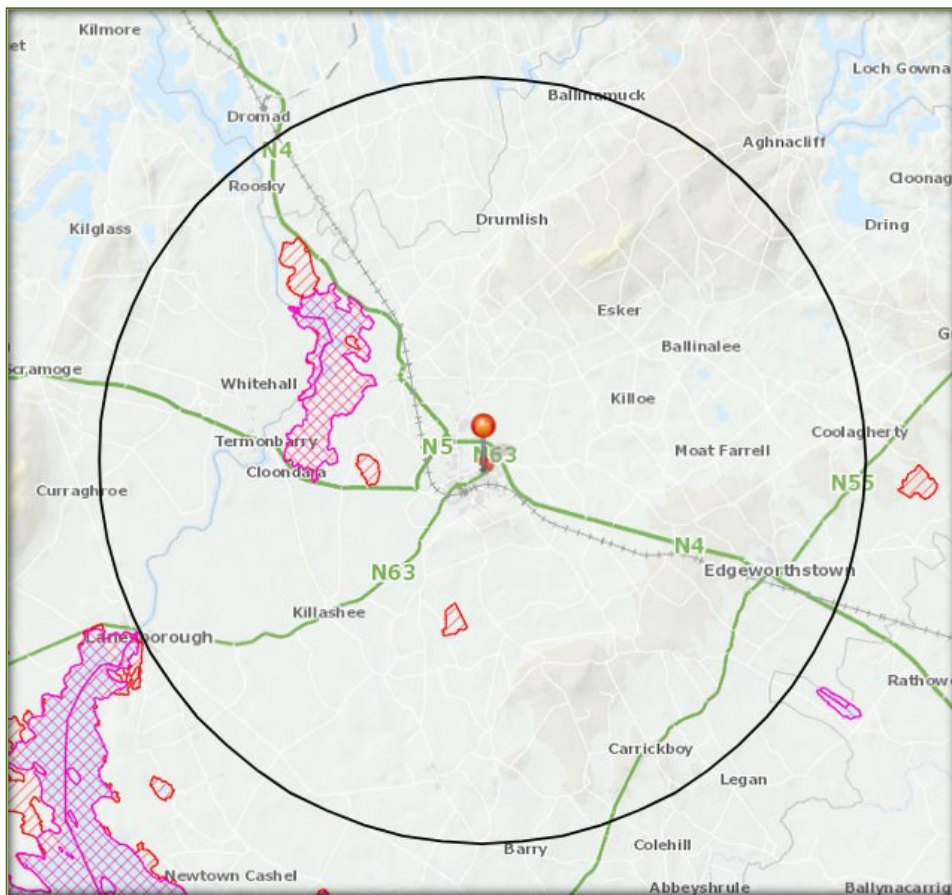 Kilmore
et
Loch Gowna
Ballinamuck
Dromad
Aghnacliff
N4
Roosky
Cloonag
Drumlish
Kilglass
Dring
Esker
G
Ballinalee
Scramoge
Whitehall
Killoe
Coolagherty
Termonbarry
N5
N63
Moat Farrell
Cloondara
N55
Curraghroe
N4
N63
Edgeworthstown
Killashee
Lanesborough
Rathowe
Carrickboy
Legan
Barry
Colehill
Newtown Cashel
Abbeyshrule
Ballynacarri